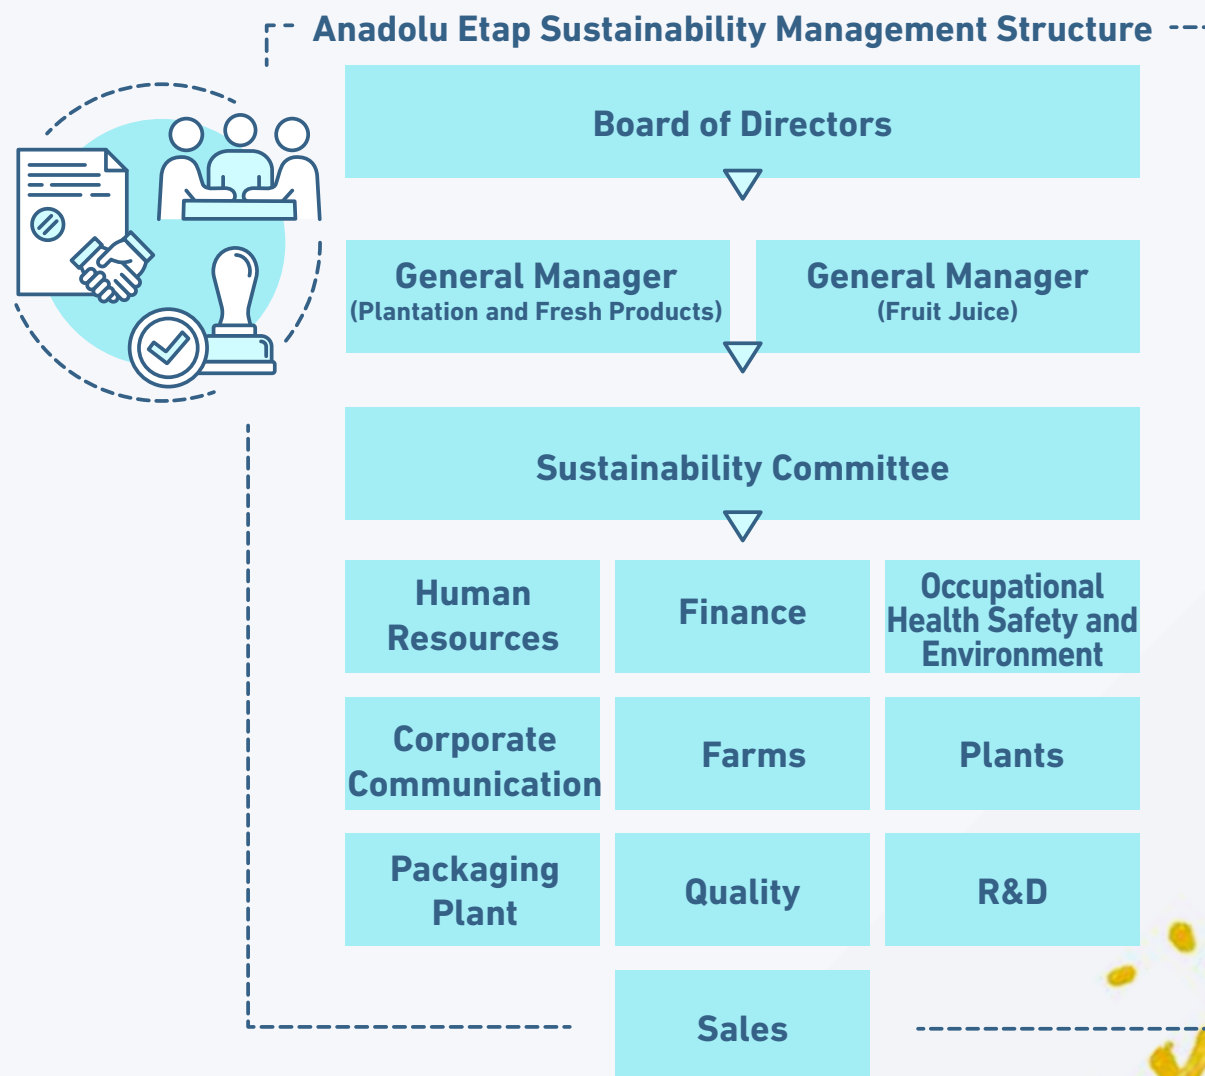 Anadolu Etap Sustainability Management Structure
Board of Directors
General Manager
(Plantation and Fresh Products)
General Manager
(Fruit Juice)
Sustainability Committee
Human
Resources
Finance
Occupational
Health Safety and
Environment
Corporate
Communication
Farms
Plants
Packaging
Plant
Quality
R&D
Sales